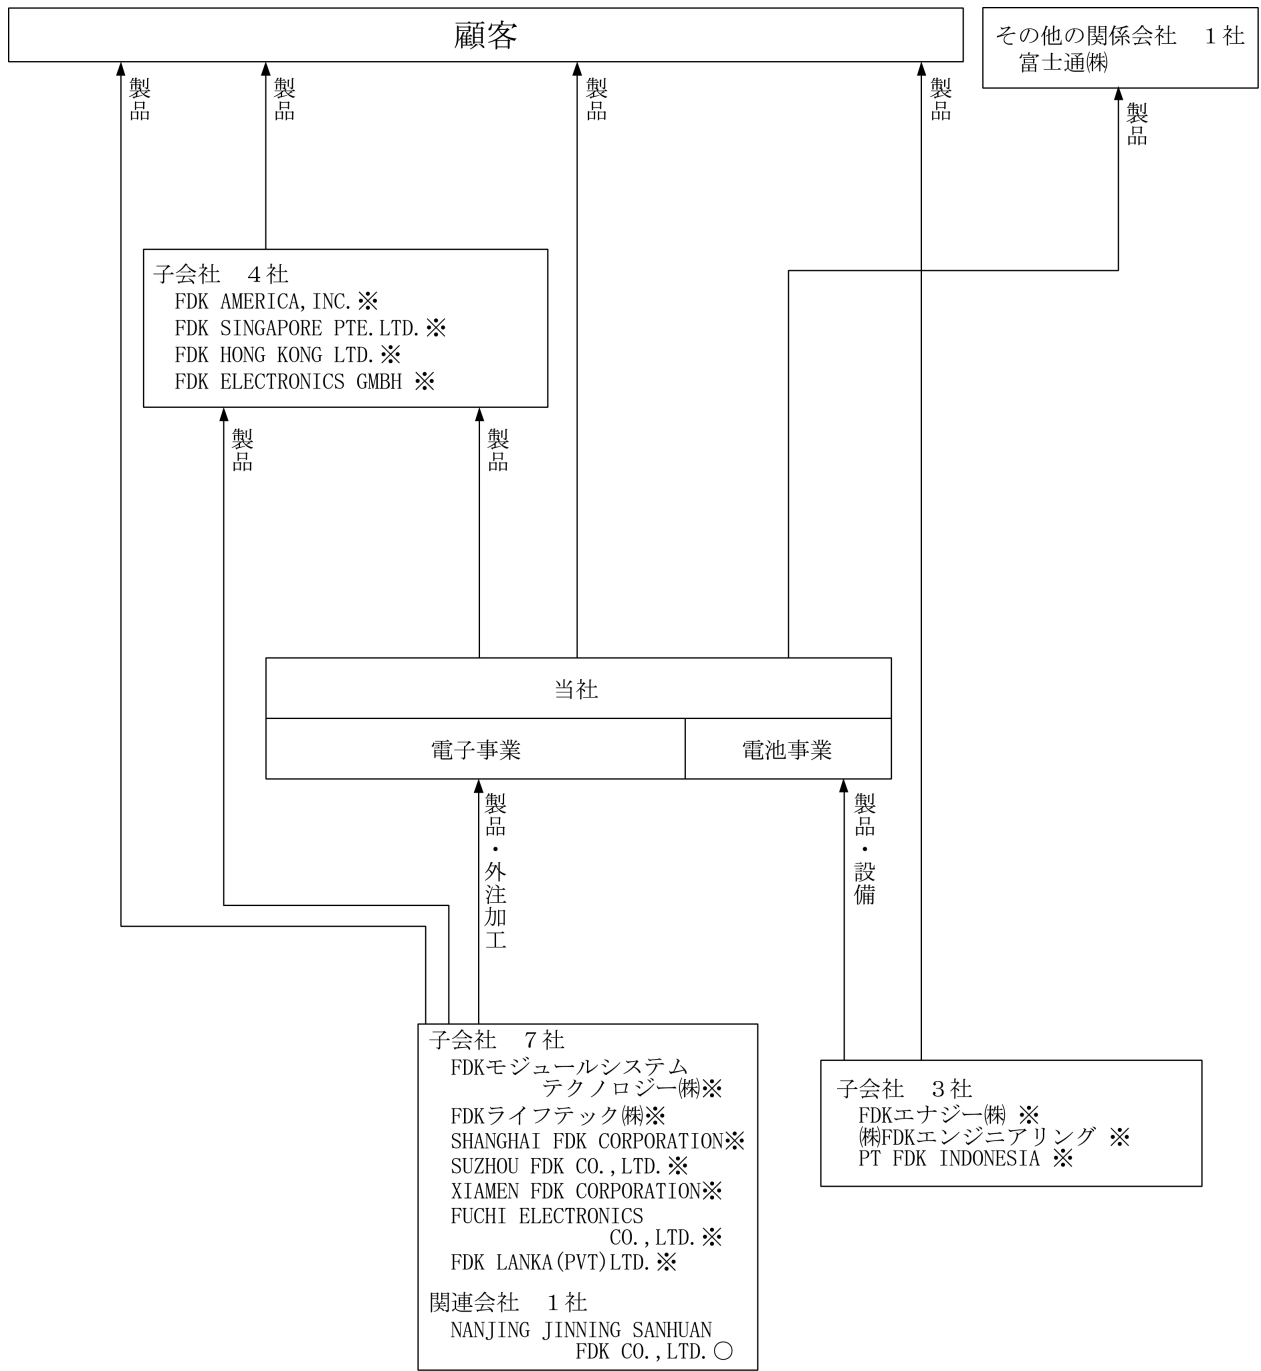 顧客
その他の関係会社　１社
富士通㈱
製品
製品
製品
製品
製品
子会社　４社
FDK AMERICA,INC.※
FDK SINGAPORE PTE.LTD.※
FDK HONG KONG LTD.※
FDK ELECTRONICS GMBH ※
製品
製品
当社
電子事業
電池事業
製品・外注加工
製品・設備
子会社　７社
FDKモジュールシステム
テクノロジー㈱※
FDKライフテック㈱※
SHANGHAI FDK CORPORATION※
SUZHOU FDK CO.,LTD.※
XIAMEN FDK CORPORATION※
FUCHI ELECTRONICS
CO.,LTD.※
FDK LANKA(PVT)LTD.※
関連会社　１社
NANJING JINNING SANHUAN
FDK CO.,LTD.○
子会社　３社
FDKエナジー㈱ ※
㈱FDKエンジニアリング ※
PT FDK INDONESIA ※